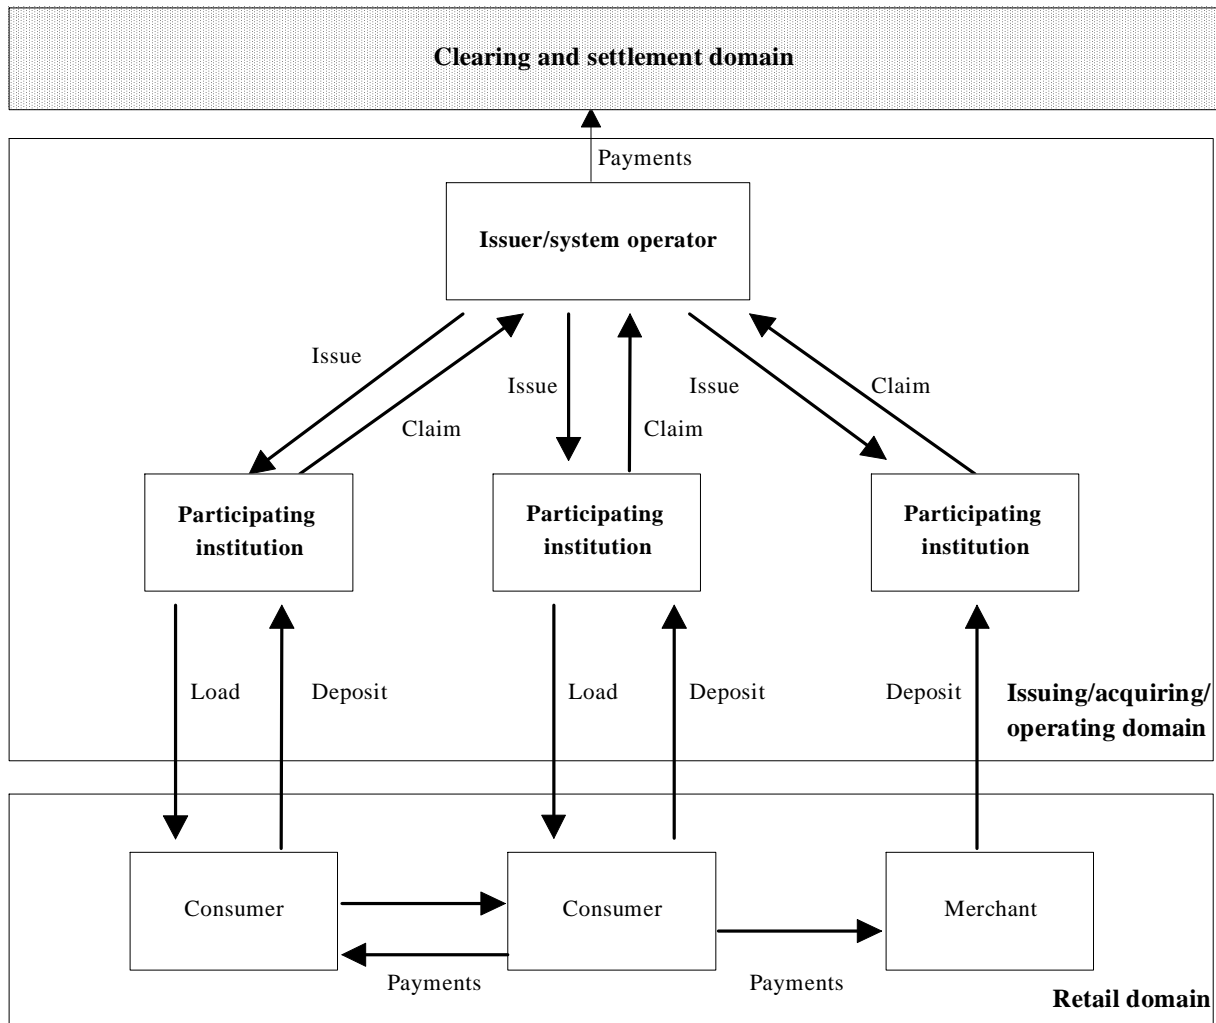 Clearing and settlement domain
Payments
Issuer/system operator
Issue
Claim
Issue
Claim
Issue
Claim
Participating
institution
Participating
institution
Participating
institution
Load
Deposit
Load
Deposit
Deposit
Issuing/acquiring/
operating domain
Consumer
Consumer
Merchant
Payments
Payments
Retail domain